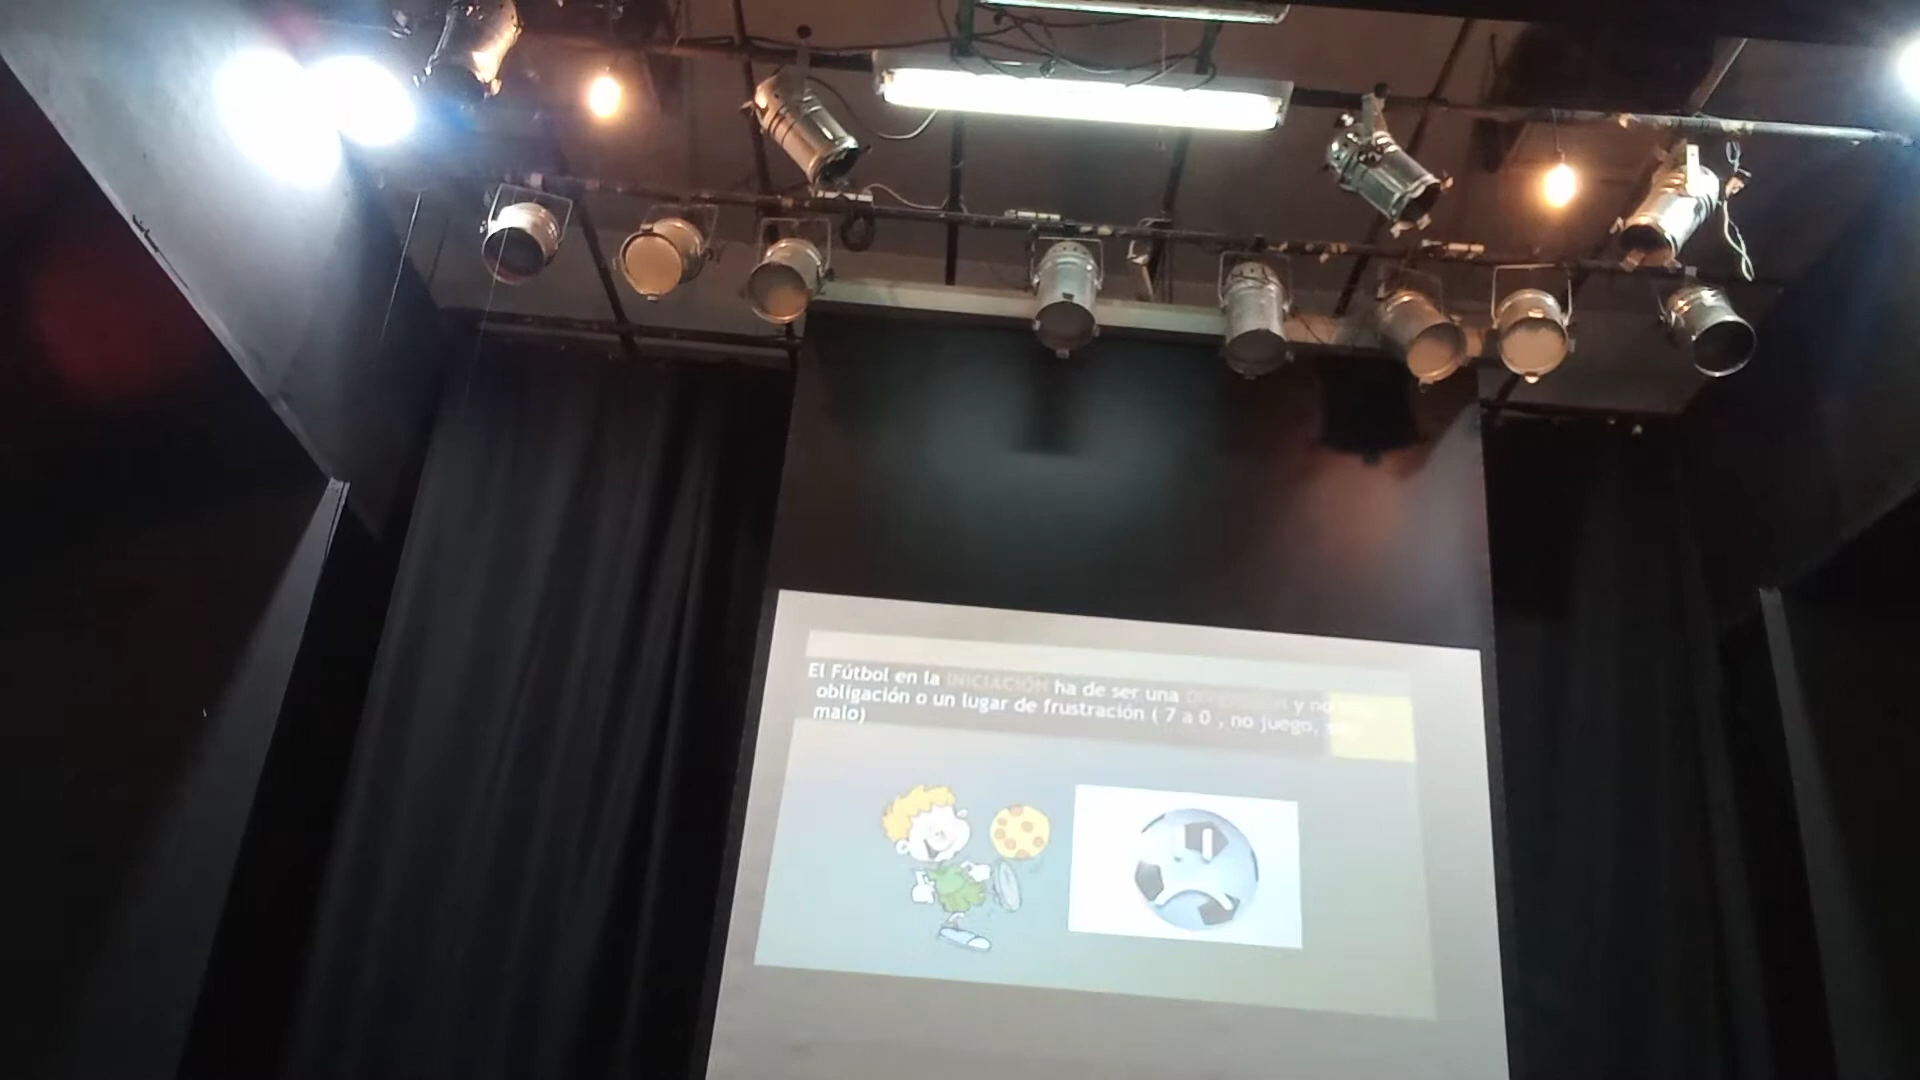 El Fútbol en la INICIACIÓN ha de ser una y no
obligación o un lugar de frustración ( 7 a 0 , no juego,
malo)